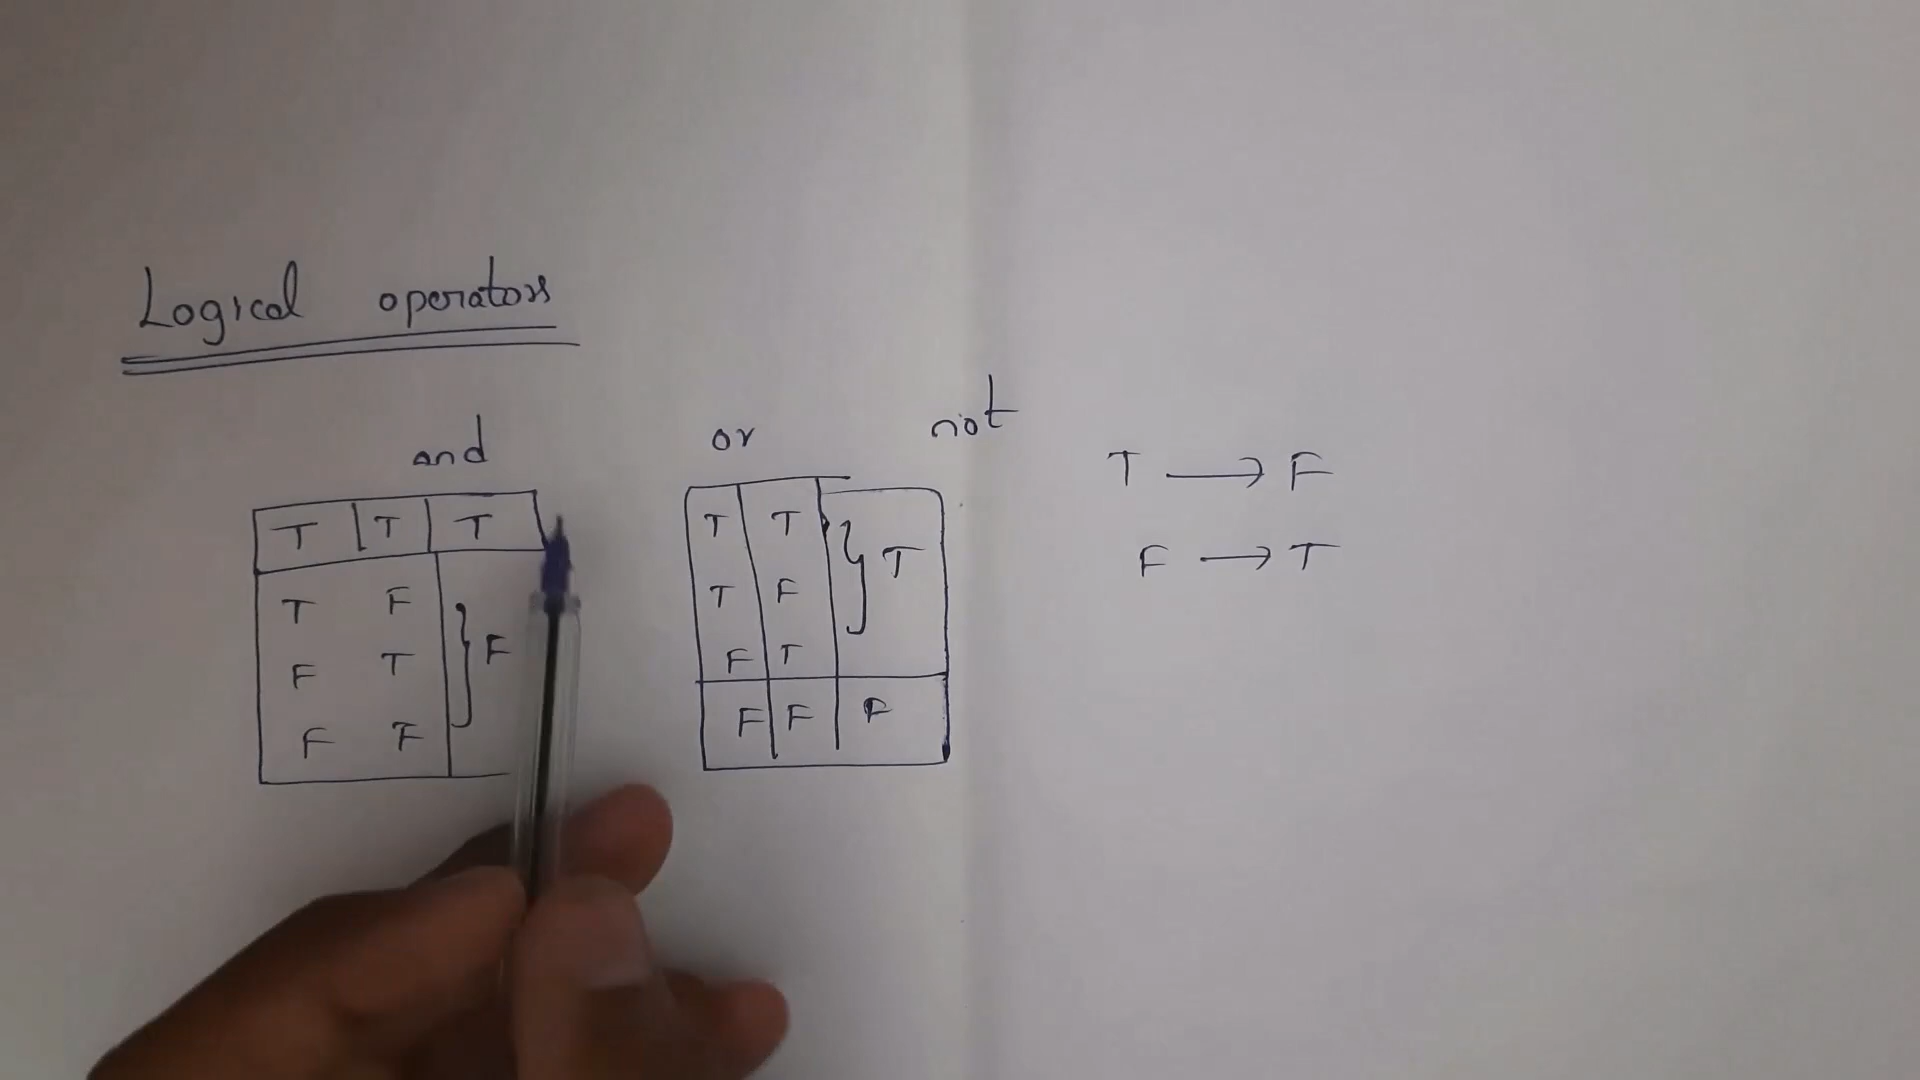 Logical operators
and or not
T T T
T F
F T } F
F F
T T
T F } T
F T
F F F
T → F
F → T